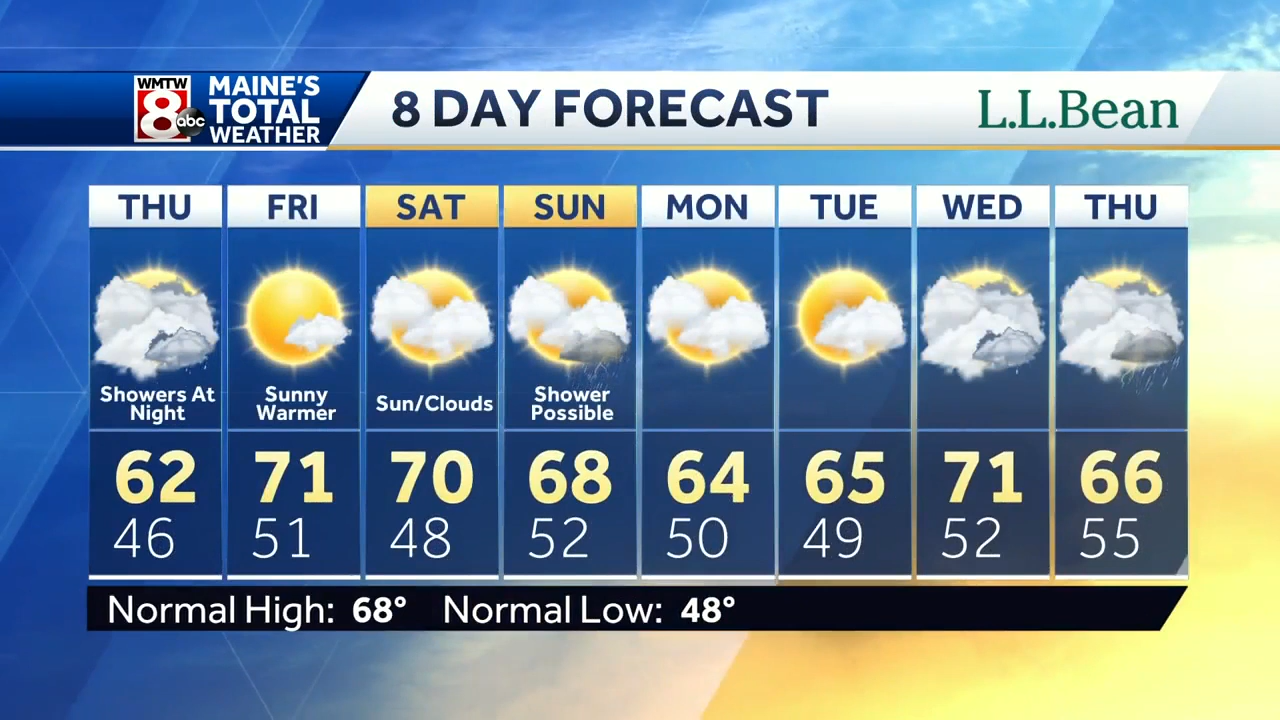 WMTW
8
abc
MAINE'S
TOTAL
WEATHER
8 DAY FORECAST
L.L.Bean
THU FRI SAT SUN MON TUE WED THU
Showers At
Night
Sunny
Warmer
Sun/Clouds
Shower
Possible
62 71 70 68 64 65 71 66
46 51 48 52 50 49 52 55
Normal High: 68° Normal Low: 48°